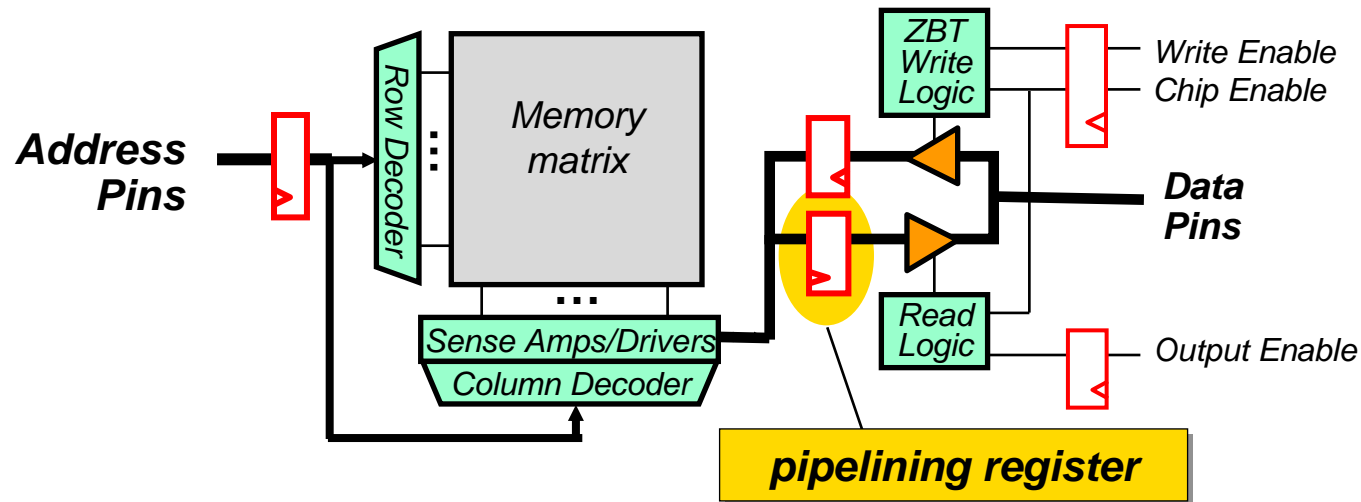 Address
Pins
Row Decoder
...
Memory
matrix
...
Sense Amps/Drivers
Column Decoder
ZBT
Write
Logic
Write Enable
Chip Enable
Data
Pins
Read
Logic
Output Enable
pipelining register